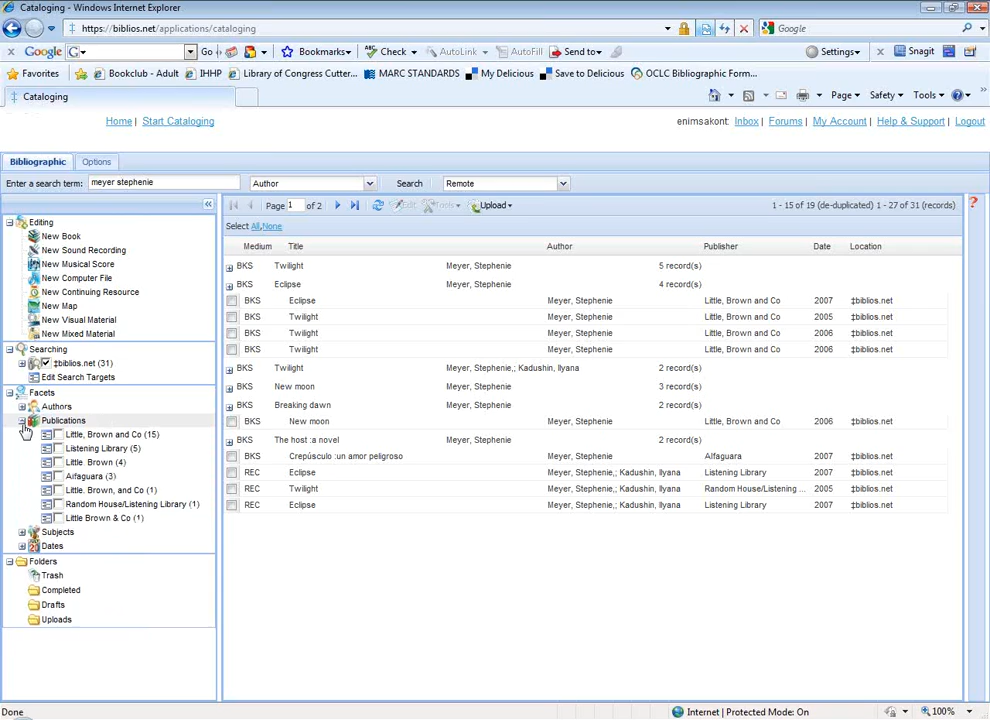 Cataloging - Windows Internet Explorer
https://biblios.net/applications/cataloging
Google
Google G Go Bookmarks Check AutoLink AutoFill Send to Settings Snagit
Favorites Bookclub - Adult IHHP Library of Congress Cutter... MARC STANDARDS My Delicious Save to Delicious OCLC Bibliographic Form...
Cataloging
Page Safety Tools
Home | Start Cataloging
enimsakont: Inbox | Forums | My Account | Help & Support | Logout
Bibliographic Options
Enter a search term: meyer stephenie Author Search Remote
Page 1 of 2 Edit Tools Upload 1 - 15 of 19 (de-duplicated) 1 - 27 of 31 (records)
Select All,None
Medium Title Author Publisher Date Location
BKS Twilight Meyer, Stephenie 5 record(s)
BKS Eclipse Meyer, Stephenie 4 record(s)
BKS Eclipse Meyer, Stephenie Little, Brown and Co 2007 ‡biblios.net
BKS Twilight Meyer, Stephenie Little, Brown and Co 2005 ‡biblios.net
BKS Twilight Meyer, Stephenie Little, Brown and Co 2006 ‡biblios.net
BKS Twilight Meyer, Stephenie Little, Brown and Co 2006 ‡biblios.net
BKS Twilight Meyer, Stephenie,; Kadushin, Ilyana 2 record(s)
BKS New moon Meyer, Stephenie 3 record(s)
BKS Breaking dawn Meyer, Stephenie 2 record(s)
BKS New moon Meyer, Stephenie Little, Brown and Co 2006 ‡biblios.net
BKS The host :a novel Meyer, Stephenie 2 record(s)
BKS Crepúsculo :un amor peligroso Meyer, Stephenie Alfaguara 2007 ‡biblios.net
REC Eclipse Meyer, Stephenie,; Kadushin, Ilyana Listening Library 2007 ‡biblios.net
REC Twilight Meyer, Stephenie,; Kadushin, Ilyana Random House/Listening ... 2005 ‡biblios.net
REC Eclipse Meyer, Stephenie,; Kadushin, Ilyana Listening Library 2007 ‡biblios.net
Editing
New Book
New Sound Recording
New Musical Score
New Computer File
New Continuing Resource
New Map
New Visual Material
New Mixed Material
Searching
‡biblios.net (31)
Edit Search Targets
Facets
Authors
Publications
Little, Brown and Co (15)
Listening Library (5)
Little Brown (4)
Alfaguara (3)
Little. Brown, and Co (1)
Random House/Listening Library (1)
Little Brown & Co (1)
Subjects
Dates
Folders
Trash
Completed
Drafts
Uploads
Done
Internet | Protected Mode: On
100%